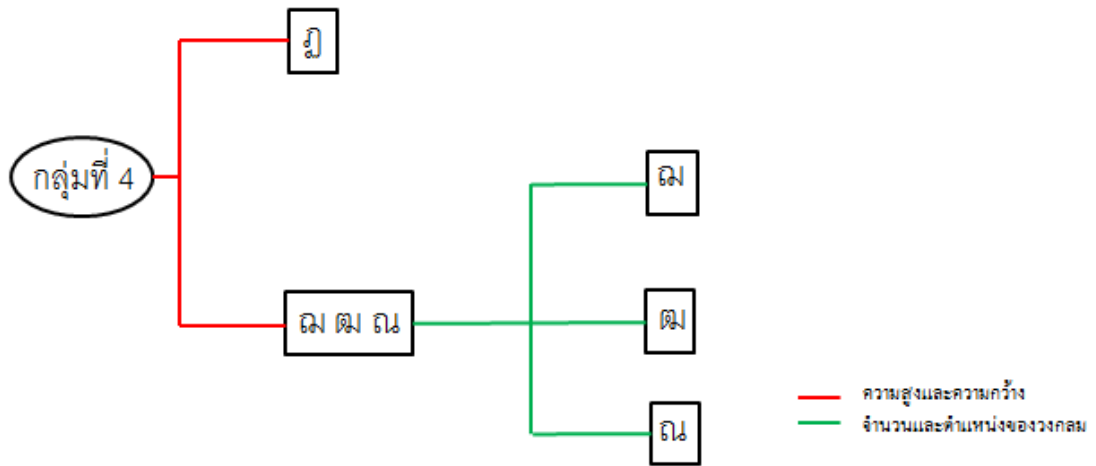 ฎ
กลุ่มที่ 4
ฌ
ฌ ฒ ณ
ฒ
ณ
ความสูงและความกว้าง
จำนวนและตำแหน่งของวงกลม